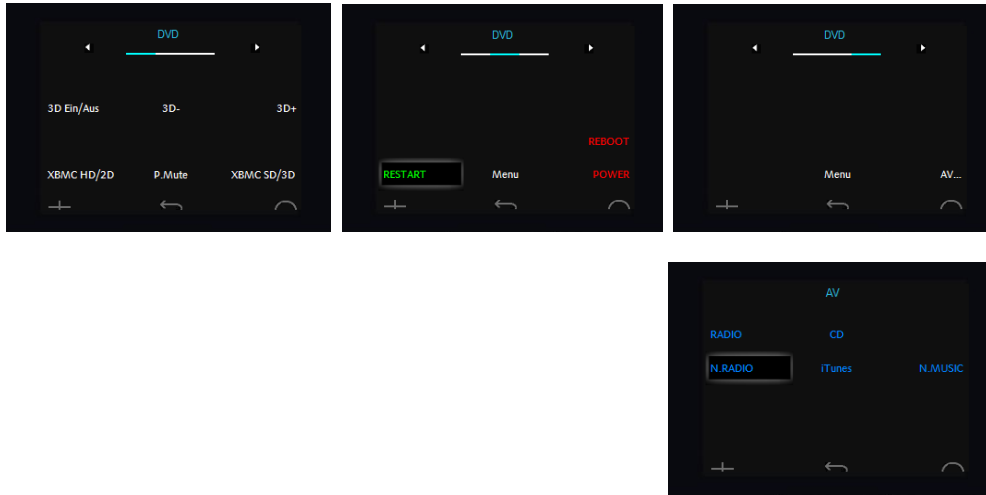 DVD
3D Ein/Aus 3D- 3D+
XBMC HD/2D P.Mute XBMC SD/3D
DVD
REBOOT
RESTART Menu POWER
DVD
Menu AV...
AV
RADIO CD
N.RADIO iTunes N.MUSIC